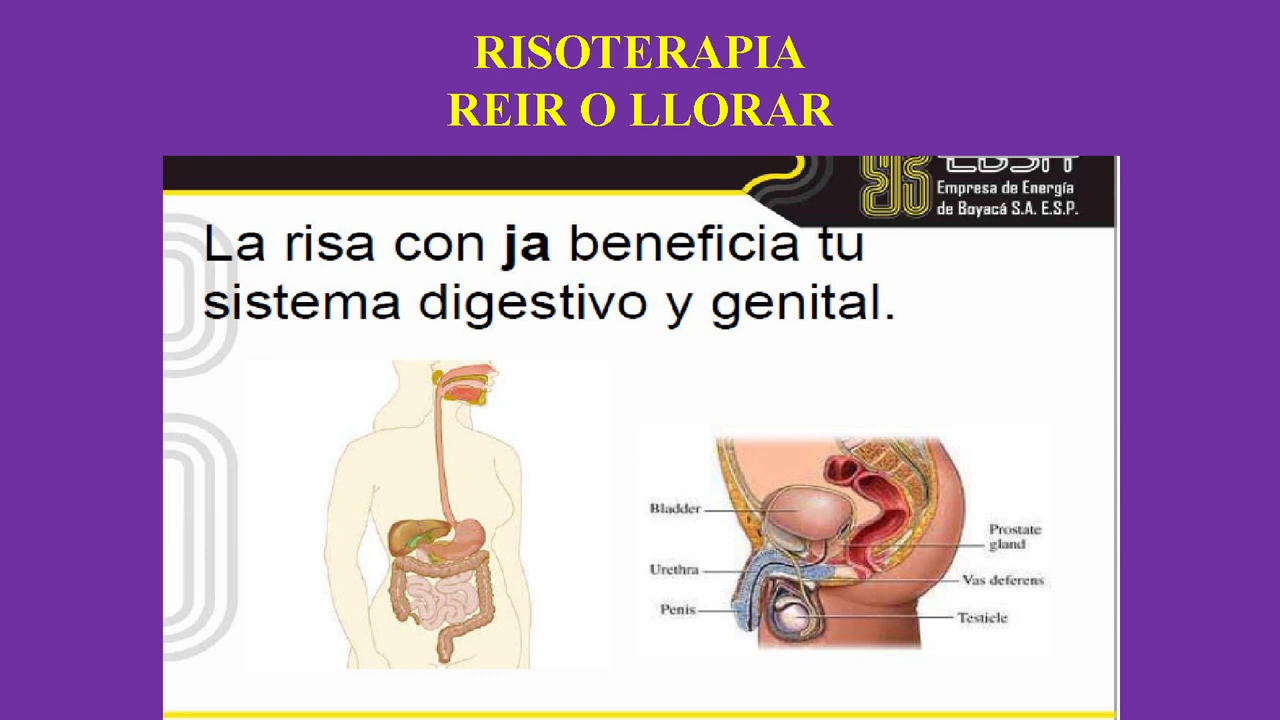 RISOTERAPIA
REIR O LLORAR
Empresa de Energía
de Boyacá S.A. E.S.P.
La risa con ja beneficia tu
sistema digestivo y genital.
Bladder
Urethra
Penis
Prostate
gland
Vas deferens
Testicle